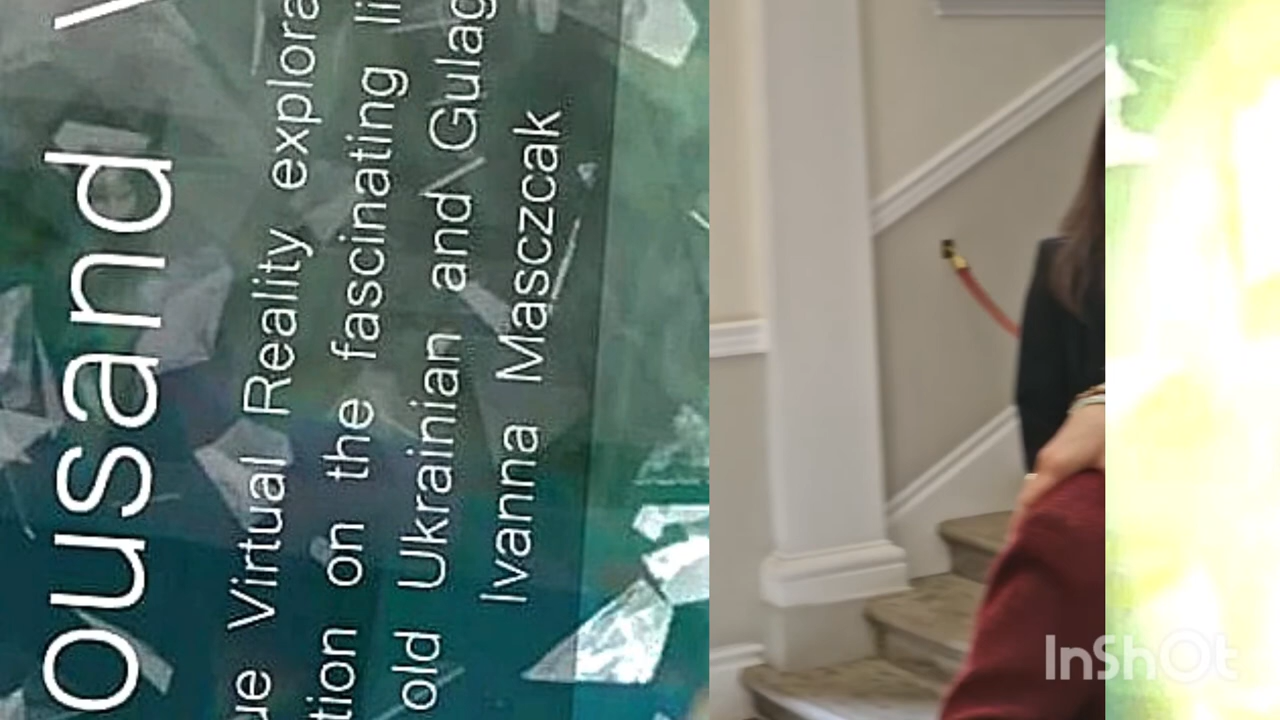 ousand
ue Virtual Reality explora
tion on the fascinating li
old Ukrainian and Gulag
Ivanna Masczcak
InShOt